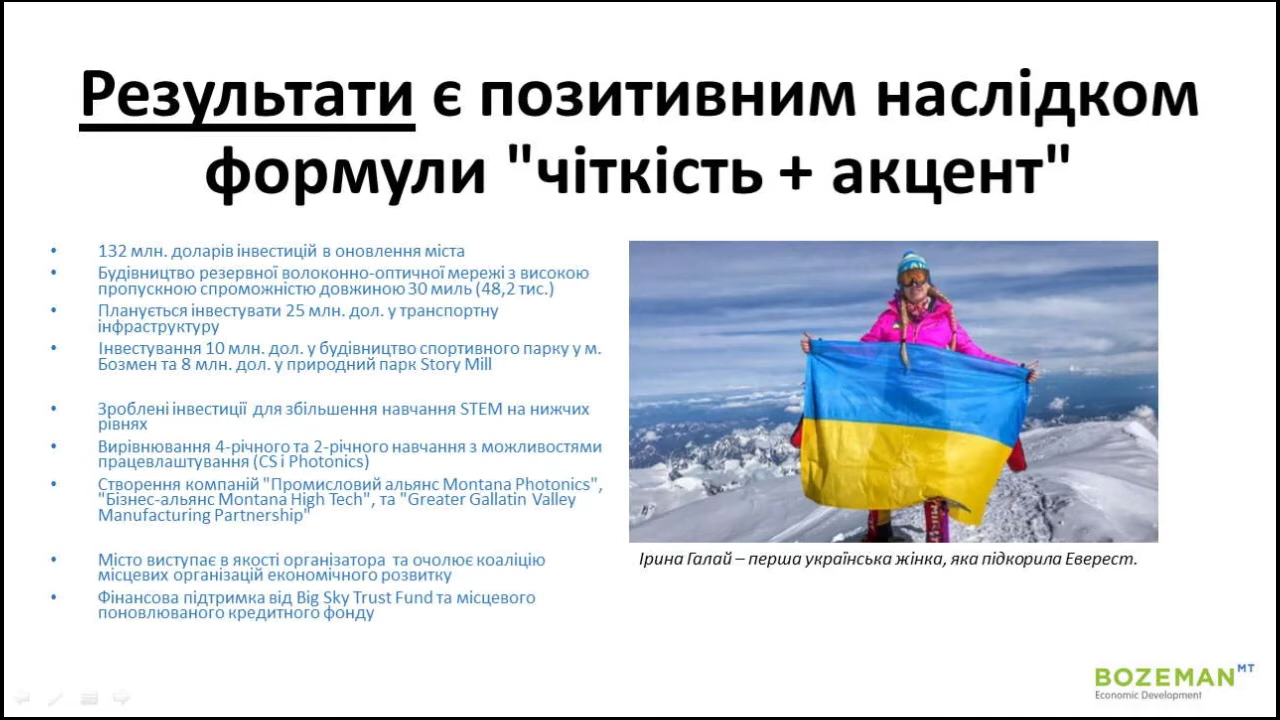 Результати є позитивним наслідком
формули "чіткість + акцент"
• 132 млн. доларів інвестицій в оновлення міста
• Будівництво резервної волоконно-оптичної мережі з високою
пропускною спроможністю довжиною 30 миль (48,2 тис.)
• Планується інвестувати 25 млн. дол. у транспортну
інфраструктуру
• Інвестування 10 млн. дол. у будівництво спортивного парку у м.
Бозмен та 8 млн. дол. у природний парк Story Mill
• Зроблені інвестиції для збільшення навчання STEM на нижчих
рівнях
• Вирівнювання 4-річного та 2-річного навчання з можливостями
працевлаштування (CS і Photonics)
• Створення компаній "Промисловий альянс Montana Photonics",
"Бізнес-альянс Montana High Tech", та "Greater Gallatin Valley
Manufacturing Partnership"
• Місто виступає в якості організатора та очолює коаліцію
місцевих організацій економічного розвитку
• Фінансова підтримка від Big Sky Trust Fund та місцевого
поновлюваного кредитного фонду
Ірина Галай – перша українська жінка, яка підкорила Еверест.
BOZEMAN MT
Economic Development